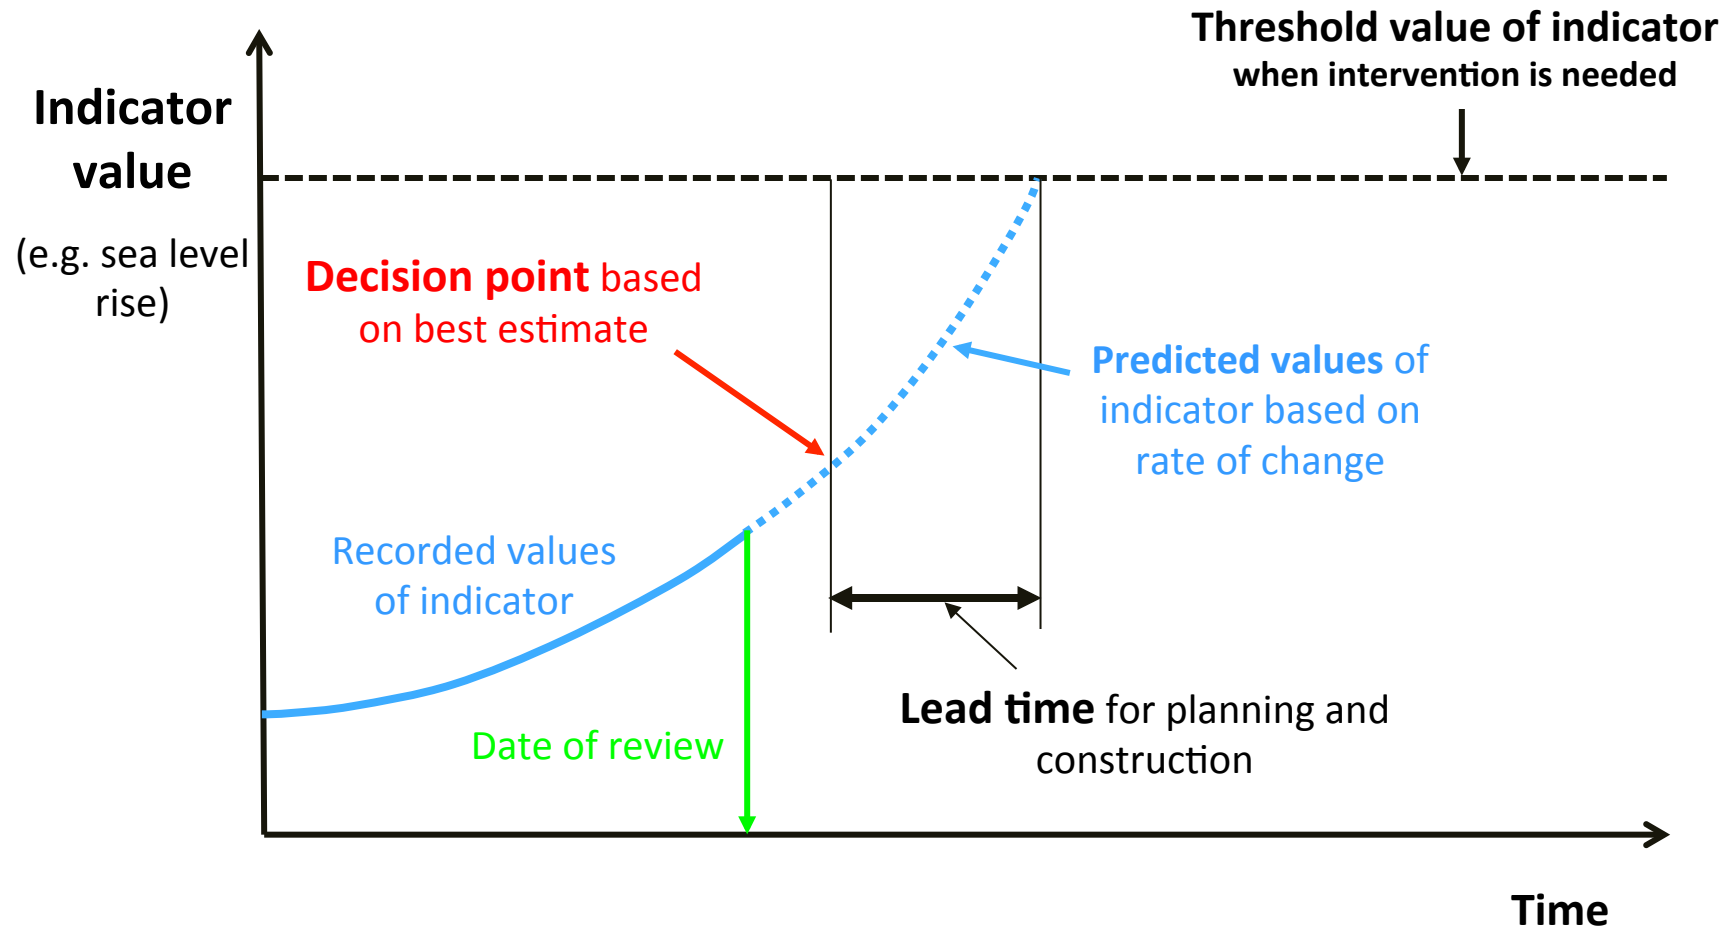 Threshold value of indicator
when intervention is needed
Indicator
value
(e.g. sea level
rise)
Decision point based
on best estimate
Predicted values of
indicator based on
rate of change
Recorded values
of indicator
Lead time for planning and
construction
Date of review
Time